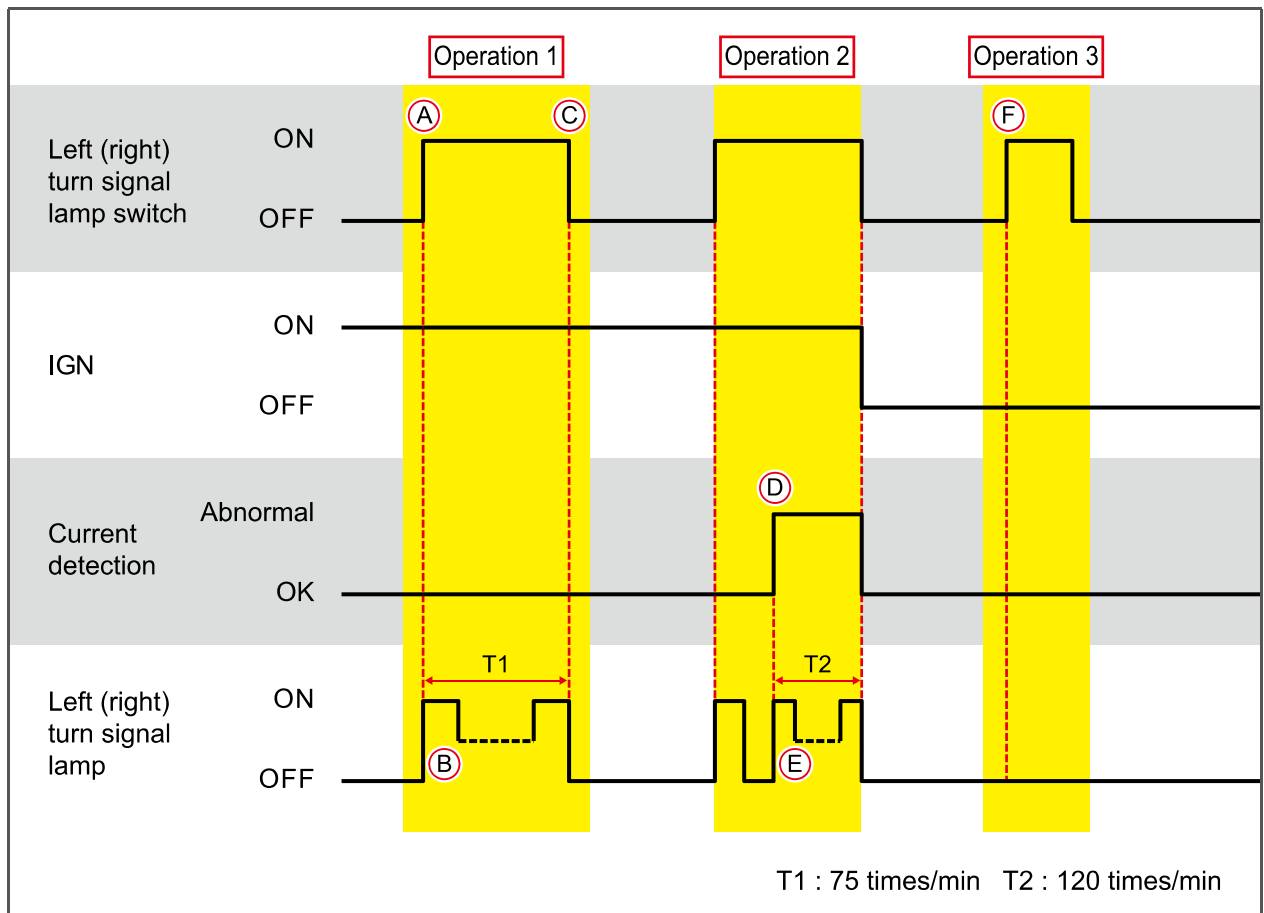 Operation 1
Operation 2
Operation 3
A
C
F
Left (right)
turn signal
lamp switch
ON
OFF
IGN
ON
OFF
D
Current
detection
Abnormal
OK
T1
T2
Left (right)
turn signal
lamp
ON
OFF
B
E
T1 : 75 times/min T2 : 120 times/min